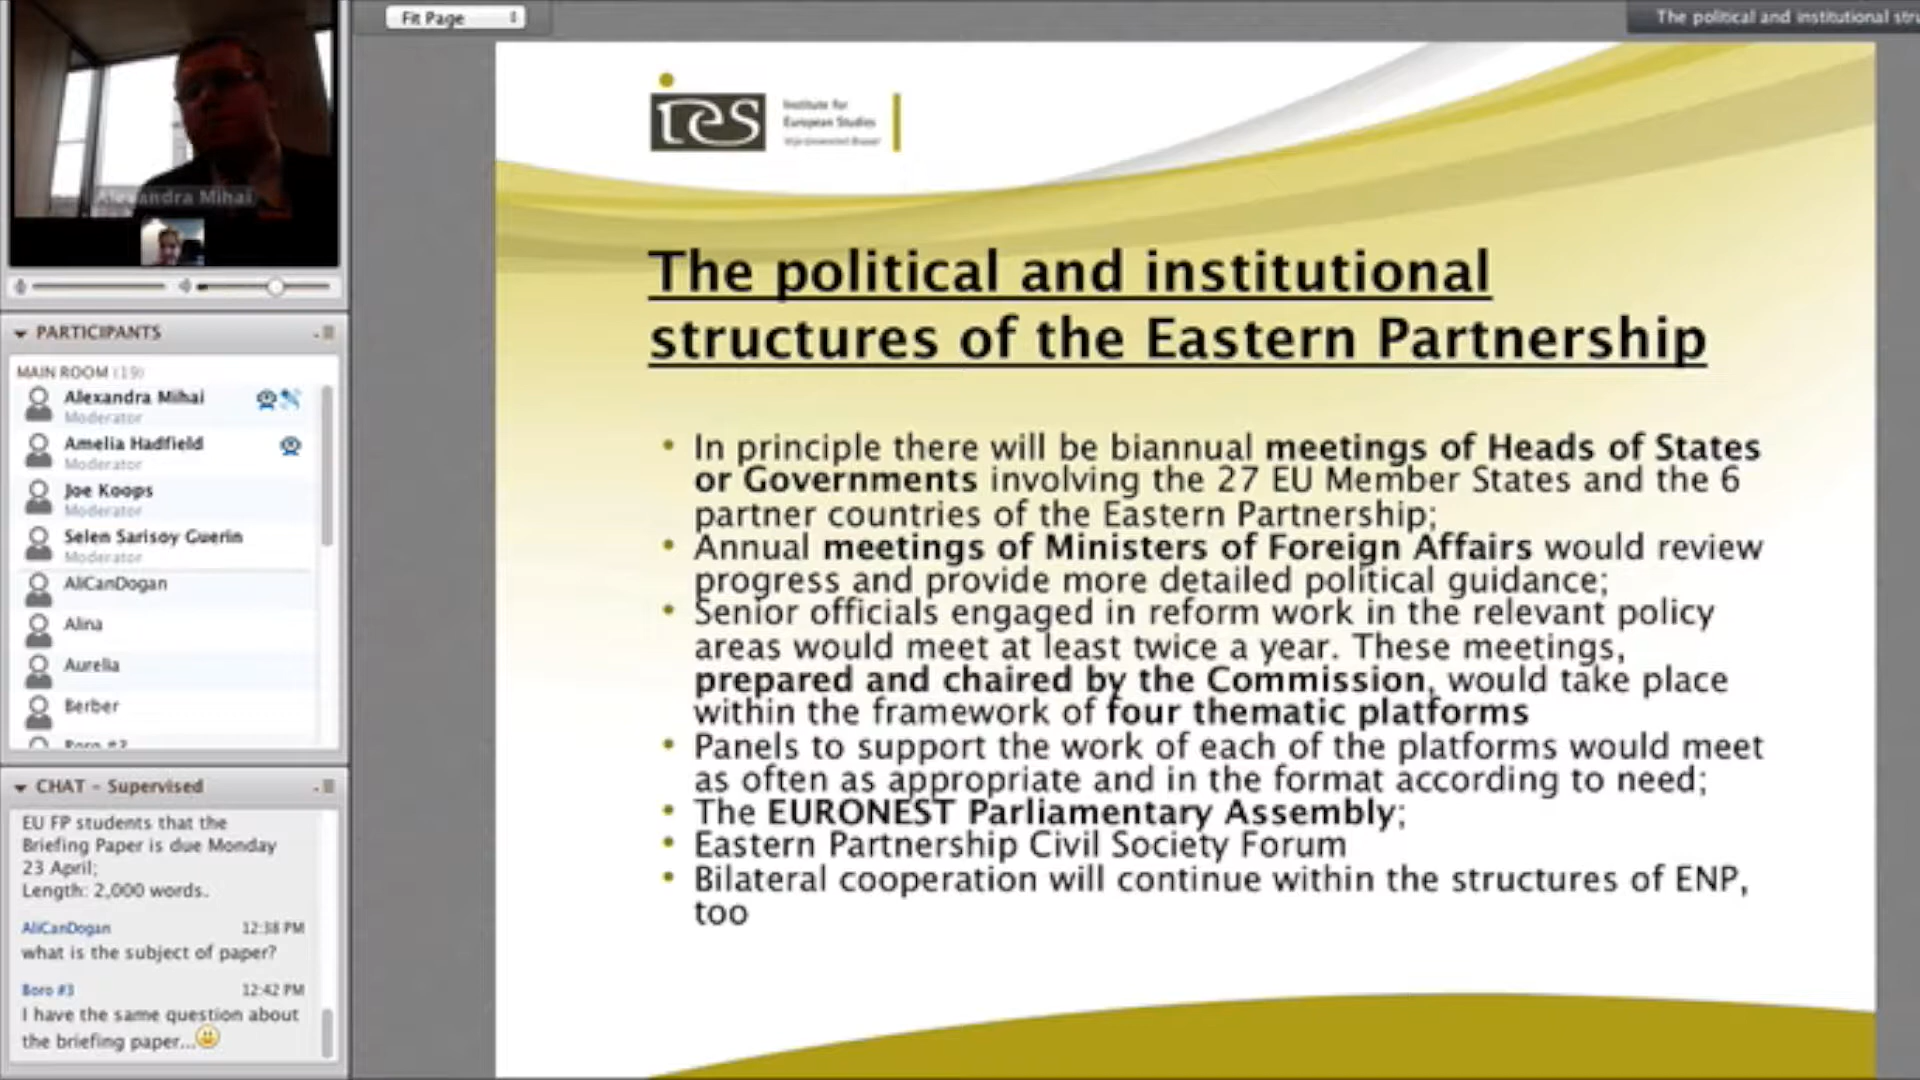 Fit Page
The political and institutional stru
Alexandra Mihai
PARTICIPANTS
MAIN ROOM (19)
Alexandra Mihai
Moderator
Amelia Hadfield
Moderator
Joe Koops
Moderator
Selen Sarisoy Guerin
Moderator
AliCanDogan
Alina
Aurelia
Berber
Boro #3
CHAT - Supervised
EU FP students that the
Briefing Paper is due Monday
23 April;
Length: 2,000 words.
AliCanDogan 12:38 PM
what is the subject of paper?
Boro #3 12:42 PM
I have the same question about
the briefing paper...
ies
Institute for
European Studies
Vrije Universiteit Brussel
The political and institutional
structures of the Eastern Partnership
• In principle there will be biannual meetings of Heads of States
or Governments involving the 27 EU Member States and the 6
partner countries of the Eastern Partnership;
• Annual meetings of Ministers of Foreign Affairs would review
progress and provide more detailed political guidance;
• Senior officials engaged in reform work in the relevant policy
areas would meet at least twice a year. These meetings,
prepared and chaired by the Commission, would take place
within the framework of four thematic platforms
• Panels to support the work of each of the platforms would meet
as often as appropriate and in the format according to need;
• The EURONEST Parliamentary Assembly;
• Eastern Partnership Civil Society Forum
• Bilateral cooperation will continue within the structures of ENP,
too